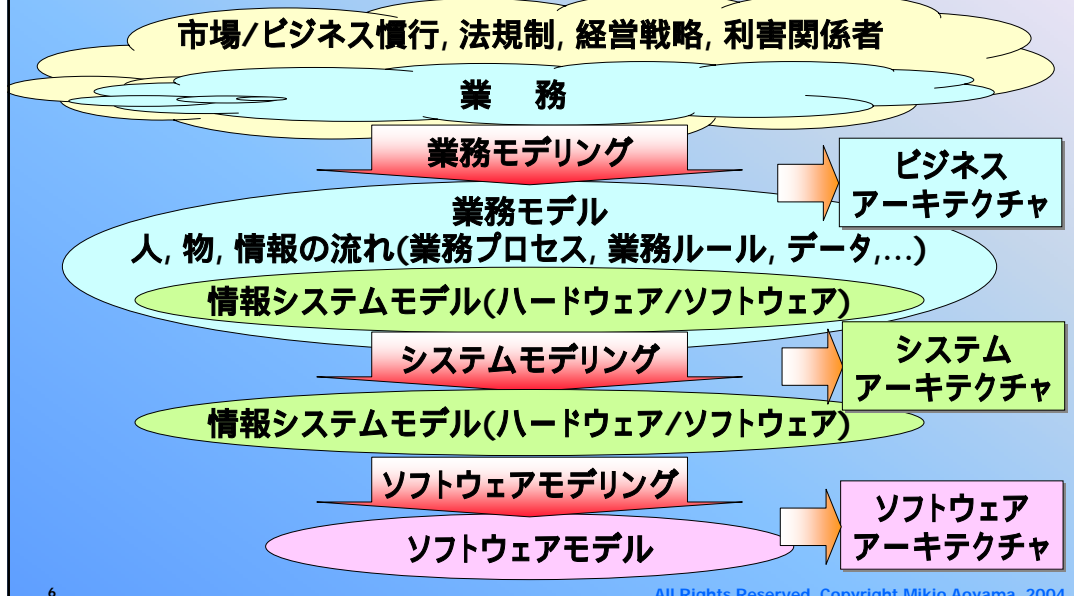 市場/ビジネス慣行, 法規制, 経営戦略, 利害関係者
業 務
業務モデリング
ビジネス
アーキテクチャ
業務モデル
人, 物, 情報の流れ(業務プロセス, 業務ルール, データ,...)
情報システムモデル(ハードウェア/ソフトウェア)
システムモデリング
システム
アーキテクチャ
情報システムモデル(ハードウェア/ソフトウェア)
ソフトウェアモデリング
ソフトウェア
アーキテクチャ
ソフトウェアモデル
6
All Rights Reserved, Copyright Mikio Aoyama, 2004